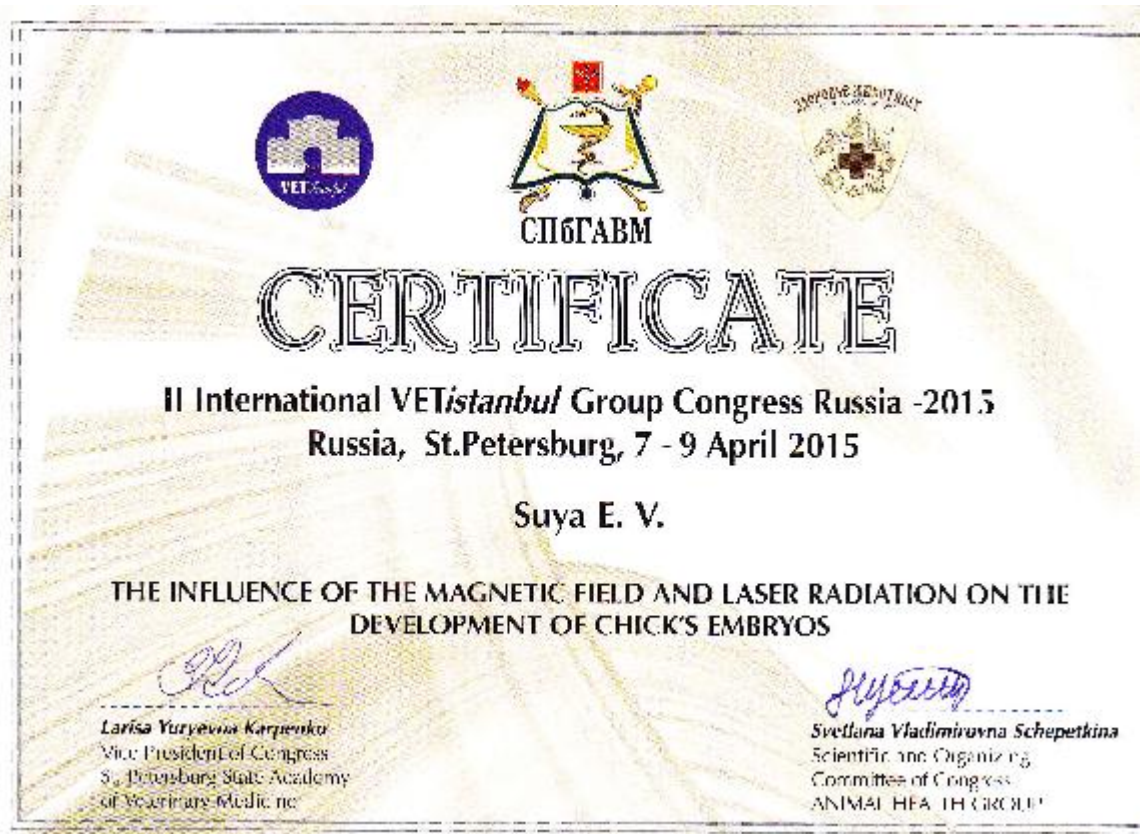 VETistanbul
ЗДОРОВЬЕ ЖИВОТНЫХ
СПбГАВМ
CERTIFICATE
II International VETistanbul Group Congress Russia -2015
Russia, St.Petersburg, 7 - 9 April 2015
Suya E. V.
THE INFLUENCE OF THE MAGNETIC FIELD AND LASER RADIATION ON THE
DEVELOPMENT OF CHICK'S EMBRYOS
Larisa Yuryevna Karpenko
Vice President of Congress
St. Petersburg State Academy
of Veterinary Medicine
Svetlana Vladimirovna Schepetkina
Scientific and Organizing
Committee of Congress
ANIMAL HEALTH GROUP